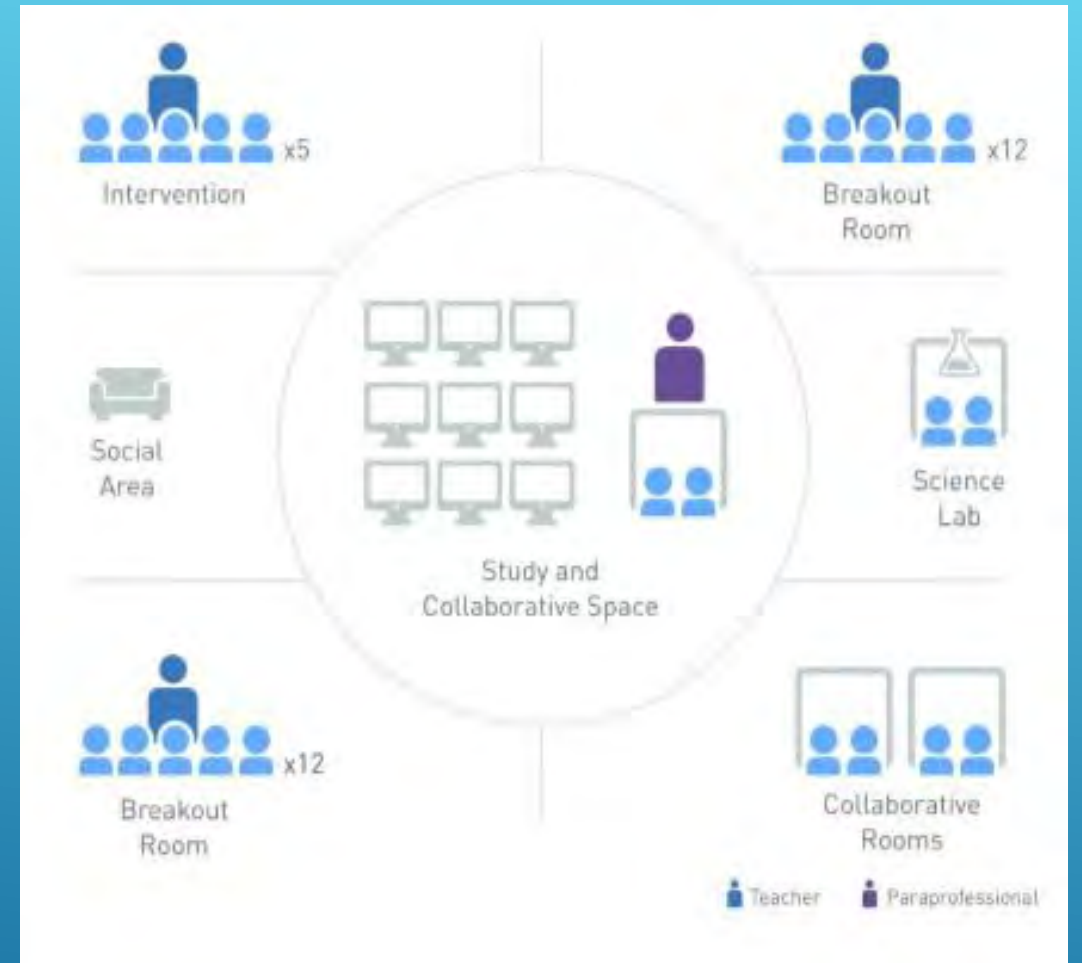 x5
Intervention
x12
Breakout
Room
Social
Area
Study and
Collaborative Space
Science
Lab
x12
Breakout
Room
Collaborative
Rooms
Teacher
Paraprofessional